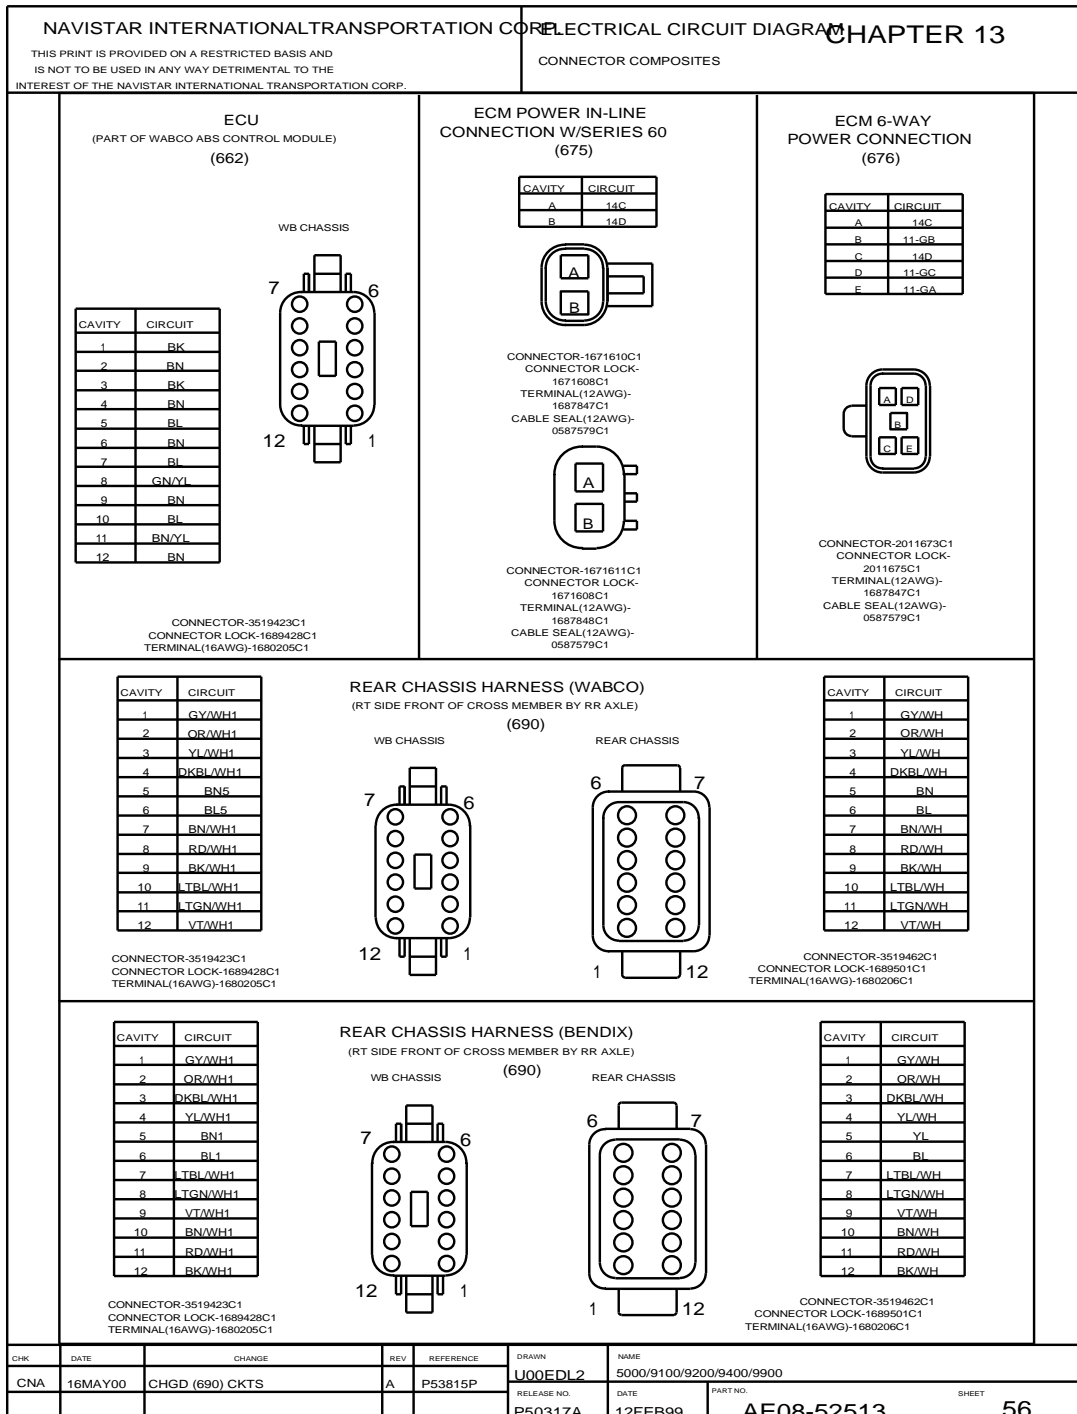 NAVISTAR INTERNATIONALTRANSPORTATION CORP.
THIS PRINT IS PROVIDED ON A RESTRICTED BASIS AND
IS NOT TO BE USED IN ANY WAY DETRIMENTAL TO THE
INTEREST OF THE NAVISTAR INTERNATIONAL TRANSPORTATION CORP.
ELECTRICAL CIRCUIT DIAGRAM
CONNECTOR COMPOSITES
CHAPTER 13
ECU
(PART OF WABCO ABS CONTROL MODULE)
(662)
WB CHASSIS
7 6
12 1
CAVITY CIRCUIT
1 BK
2 BN
3 BK
4 BN
5 BL
6 BN
7 BL
8 GN/YL
9 BN
10 BL
11 BN/YL
12 BN
CONNECTOR-3519423C1
CONNECTOR LOCK-1689428C1
TERMINAL(16AWG)-1680205C1
ECM POWER IN-LINE
CONNECTION W/SERIES 60
(675)
CAVITY CIRCUIT
A 14C
B 14D
A
B
CONNECTOR-1671610C1
CONNECTOR LOCK-
1671608C1
TERMINAL(12AWG)-
1687847C1
CABLE SEAL(12AWG)-
0587579C1
A
B
CONNECTOR-1671611C1
CONNECTOR LOCK-
1671608C1
TERMINAL(12AWG)-
1687848C1
CABLE SEAL(12AWG)-
0587579C1
ECM 6-WAY
POWER CONNECTION
(676)
CAVITY CIRCUIT
A 14C
B 11-GB
C 14D
D 11-GC
E 11-GA
A D
B
C E
CONNECTOR-2011673C1
CONNECTOR LOCK-
2011675C1
TERMINAL(12AWG)-
1687847C1
CABLE SEAL(12AWG)-
0587579C1
REAR CHASSIS HARNESS (WABCO)
(RT SIDE FRONT OF CROSS MEMBER BY RR AXLE)
(690)
CAVITY CIRCUIT
1 GY/WH1
2 OR/WH1
3 YL/WH1
4 DKBL/WH1
5 BN5
6 BL5
7 BN/WH1
8 RD/WH1
9 BK/WH1
10 LTBL/WH1
11 LTGN/WH1
12 VT/WH1
CONNECTOR-3519423C1
CONNECTOR LOCK-1689428C1
TERMINAL(16AWG)-1680205C1
WB CHASSIS
7 6
12 1
REAR CHASSIS
6 7
1 12
CAVITY CIRCUIT
1 GY/WH
2 OR/WH
3 YL/WH
4 DKBL/WH
5 BN
6 BL
7 BN/WH
8 RD/WH
9 BK/WH
10 LTBL/WH
11 LTGN/WH
12 VT/WH
CONNECTOR-3519462C1
CONNECTOR LOCK-1689501C1
TERMINAL(16AWG)-1680206C1
REAR CHASSIS HARNESS (BENDIX)
(RT SIDE FRONT OF CROSS MEMBER BY RR AXLE)
(690)
CAVITY CIRCUIT
1 GY/WH1
2 OR/WH1
3 DKBL/WH1
4 YL/WH1
5 BN1
6 BL1
7 LTBL/WH1
8 LTGN/WH1
9 VT/WH1
10 BN/WH1
11 RD/WH1
12 BK/WH1
CONNECTOR-3519423C1
CONNECTOR LOCK-1689428C1
TERMINAL(16AWG)-1680205C1
WB CHASSIS
7 6
12 1
REAR CHASSIS
6 7
1 12
CAVITY CIRCUIT
1 GY/WH
2 OR/WH
3 DKBL/WH
4 YL/WH
5 YL
6 BL
7 LTBL/WH
8 LTGN/WH
9 VT/WH
10 BN/WH
11 RD/WH
12 BK/WH
CONNECTOR-3519462C1
CONNECTOR LOCK-1689501C1
TERMINAL(16AWG)-1680206C1
CHK DATE CHANGE REV REFERENCE
CNA 16MAY00 CHGD (690) CKTS A P53815P
DRAWN
U00EDL2
NAME
5000/9100/9200/9400/9900
RELEASE NO.
P50317A
DATE
12FEB99
PART NO.
AE08-52513
SHEET
56